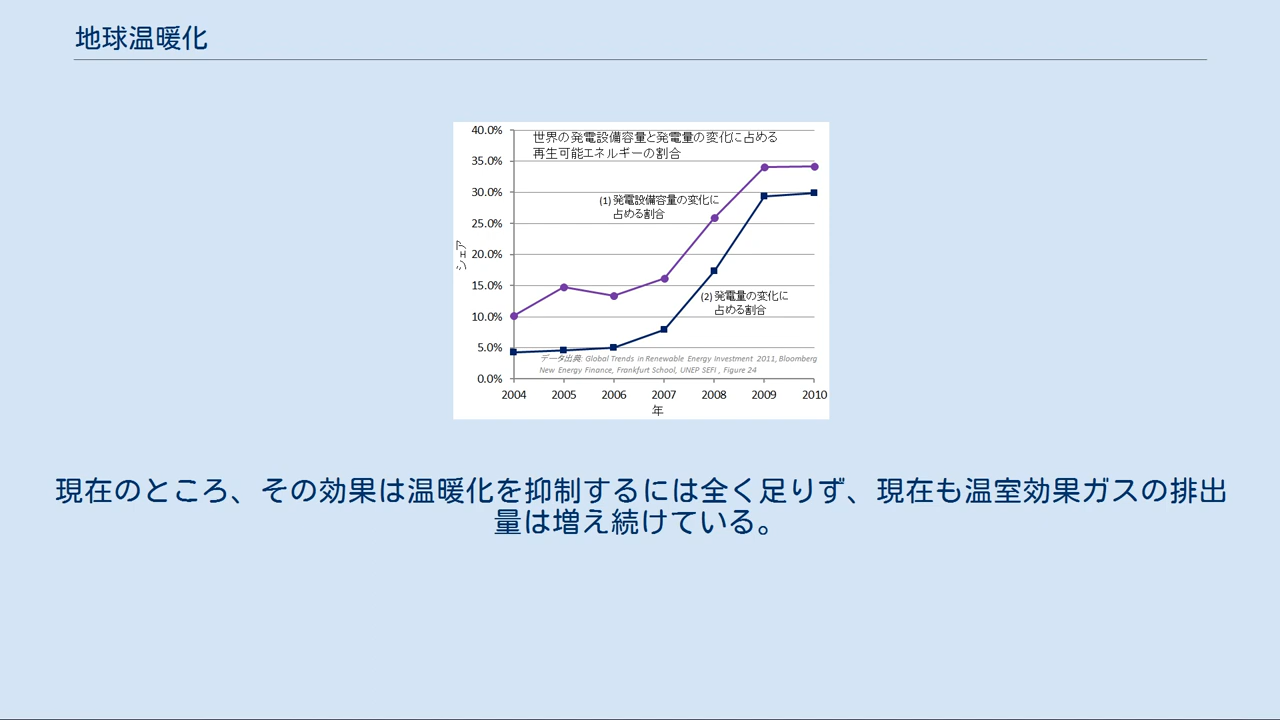 地球温暖化
世界の発電設備容量と発電量の変化に占める
再生可能エネルギーの割合
40.0%
35.0%
30.0%
25.0%
20.0%
15.0%
10.0%
5.0%
0.0%
シェア
(1) 発電設備容量の変化に
占める割合
(2) 発電量の変化に
占める割合
データ出典: Global Trends in Renewable Energy Investment 2011, Bloomberg
New Energy Finance, Frankfurt School, UNEP SEFI , Figure 24
2004 2005 2006 2007 2008 2009 2010
年
現在のところ、その効果は温暖化を抑制するには全く足りず、現在も温室効果ガスの排出
量は増え続けている。